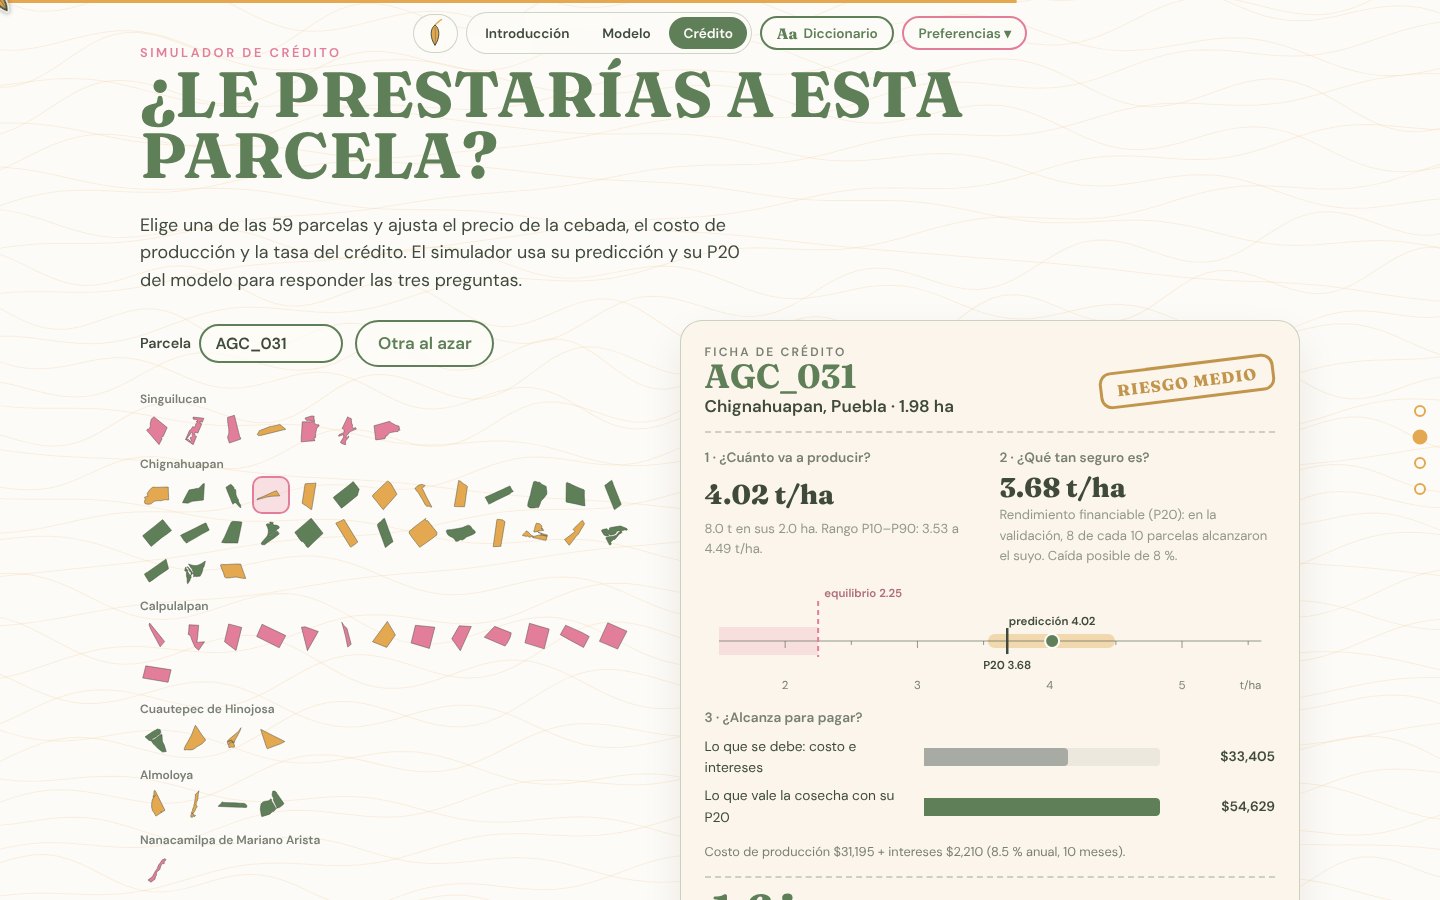 Introducción
Modelo
Crédito
Aa Diccionario
Preferencias ▾
SIMULADOR DE CRÉDITO
¿LE PRESTARÍAS A ESTA
PARCELA?
Elige una de las 59 parcelas y ajusta el precio de la cebada, el costo de
producción y la tasa del crédito. El simulador usa su predicción y su P20
del modelo para responder las tres preguntas.
Parcela
AGC_031
Otra al azar
Singuilucan
Chignahuapan
Calpulalpan
Cuautepec de Hinojosa
Almoloya
Nanacamilpa de Mariano Arista
FICHA DE CRÉDITO
AGC_031
Chignahuapan, Puebla · 1.98 ha
RIESGO MEDIO
1 · ¿Cuánto va a producir?
4.02 t/ha
8.0 t en sus 2.0 ha. Rango P10–P90: 3.53 a
4.49 t/ha.
2 · ¿Qué tan seguro es?
3.68 t/ha
Rendimiento financiable (P20): en la
validación, 8 de cada 10 parcelas alcanzaron
el suyo. Caída posible de 8 %.
equilibrio 2.25
predicción 4.02
P20 3.68
2
3
4
5
t/ha
3 · ¿Alcanza para pagar?
Lo que se debe: costo e
intereses
$33,405
Lo que vale la cosecha con su
P20
$54,629
Costo de producción $31,195 + intereses $2,210 (8.5 % anual, 10 meses).